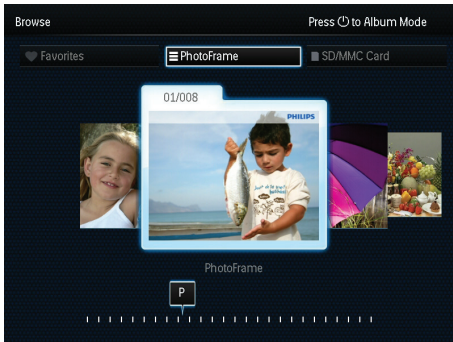 Browse
Press ⏻ to Album Mode
Favorites
PhotoFrame
SD/MMC Card
01/008
PHILIPS
PhotoFrame
P